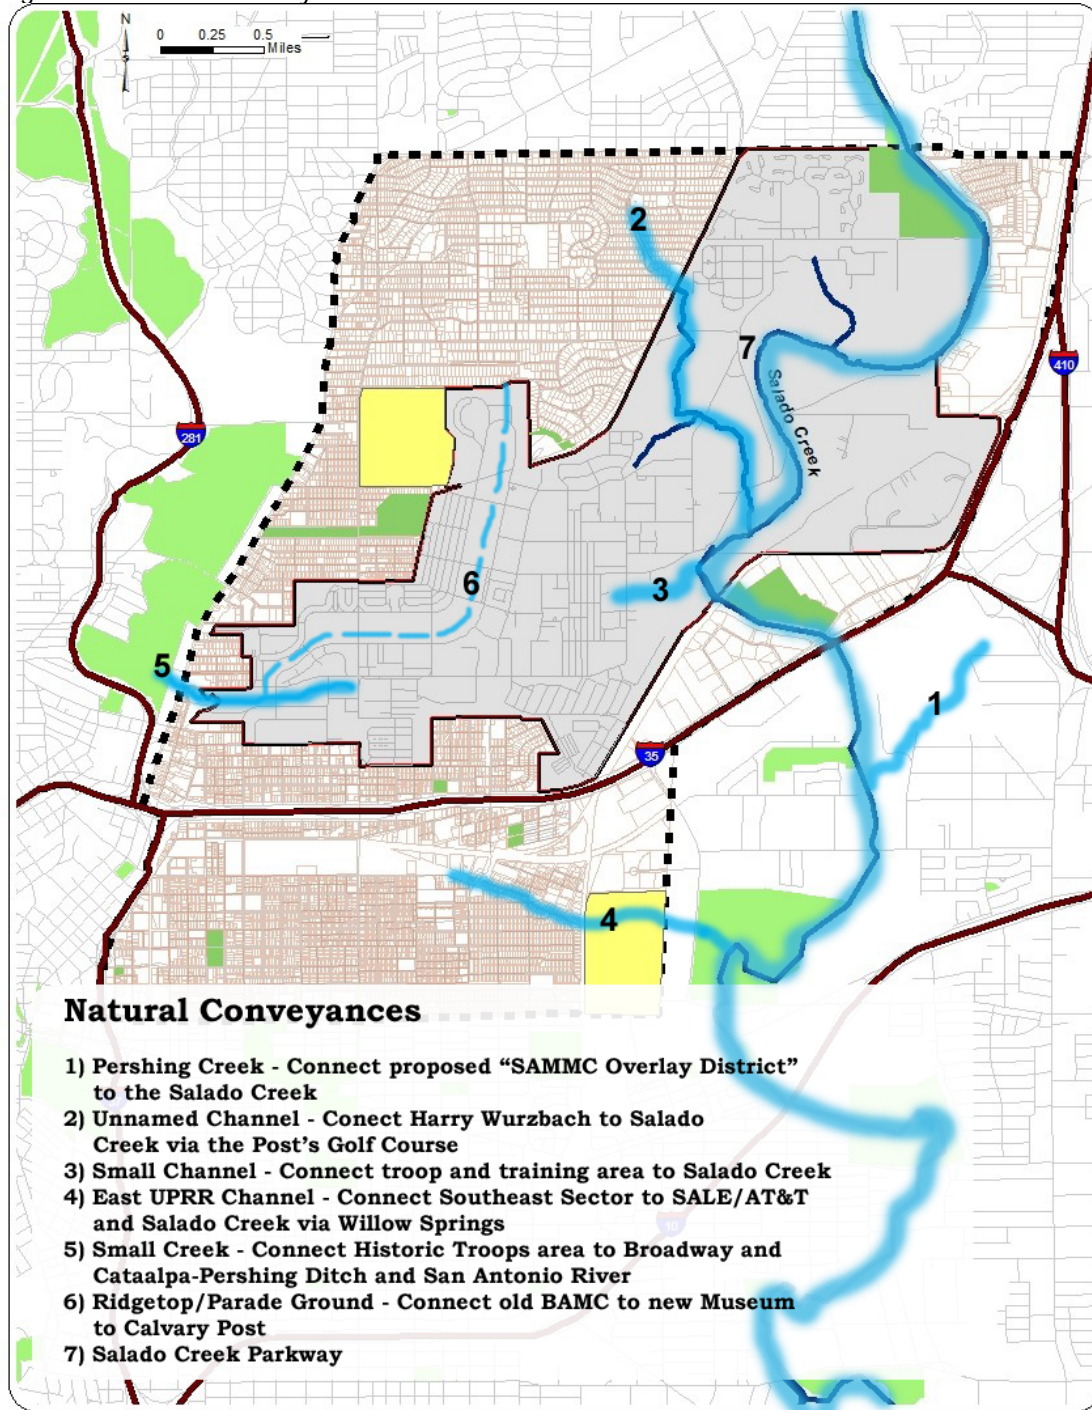 N
0 0.25 0.5
Miles
2
7
Salado Creek
410
281
6
3
5
1
35
4
Natural Conveyances
1) Pershing Creek - Connect proposed “SAMMC Overlay District”
to the Salado Creek
2) Unnamed Channel - Conect Harry Wurzbach to Salado
Creek via the Post's Golf Course
3) Small Channel - Connect troop and training area to Salado Creek
4) East UPRR Channel - Connect Southeast Sector to SALE/AT&T
and Salado Creek via Willow Springs
10
5) Small Creek - Connect Historic Troops area to Broadway and
Cataalpa-Pershing Ditch and San Antonio River
6) Ridgetop/Parade Ground - Connect old BAMC to new Museum
to Calvary Post
7) Salado Creek Parkway